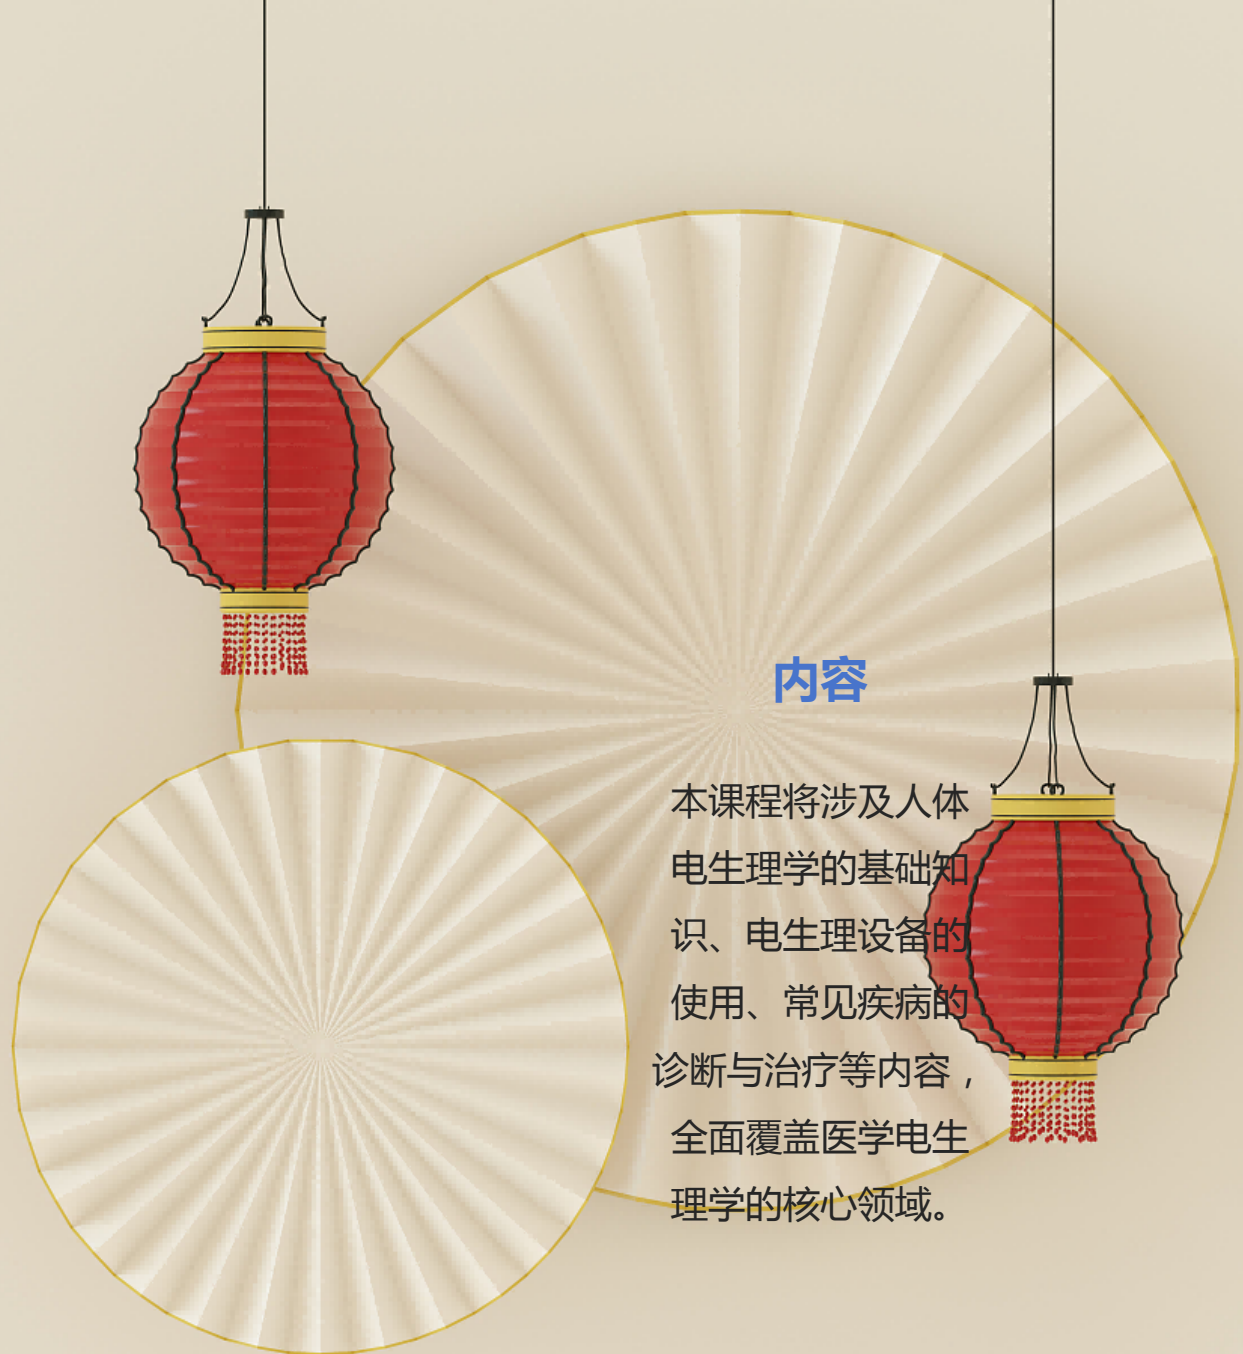 内容
本课程将涉及人体
电生理学的基础知
识、电生理设备的
使用、常见疾病的
诊断与治疗等内容，
全面覆盖医学电生
理学的核心领域。